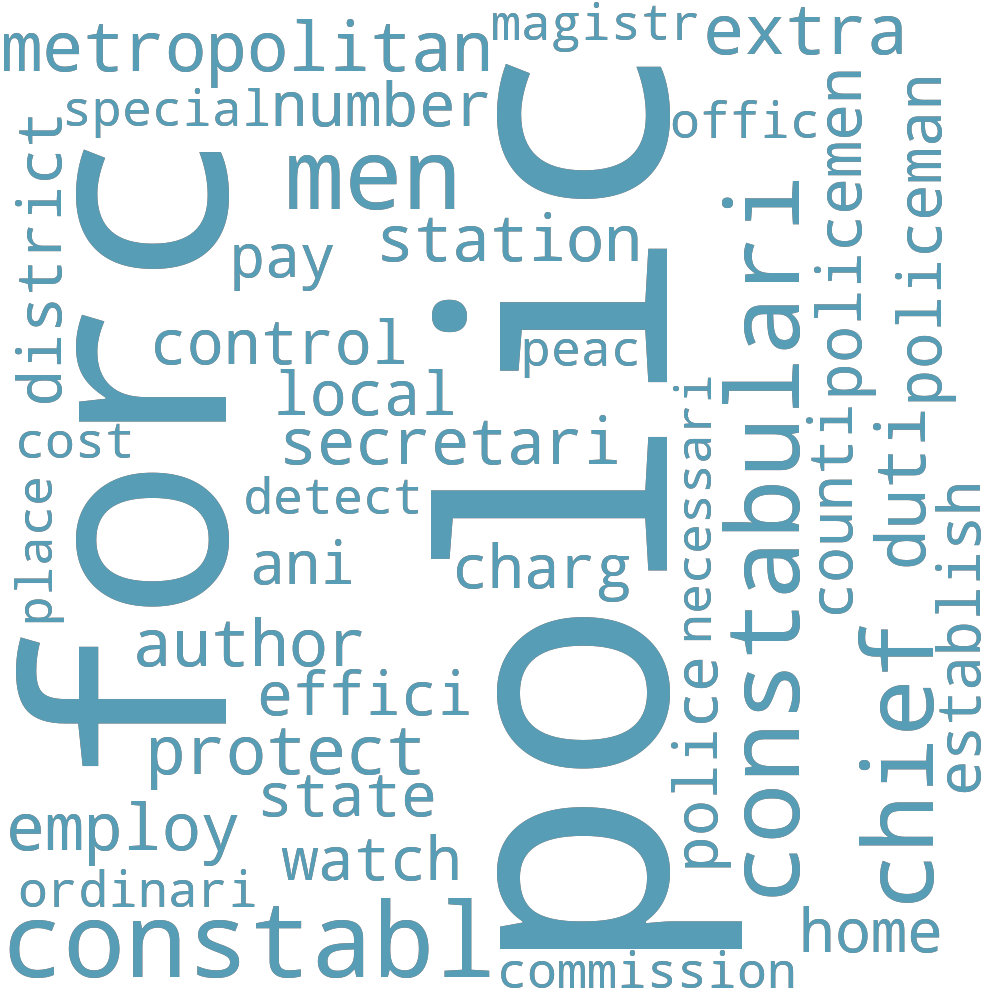 metropolitan
magistr
extra
special
number
offic
men
station
pay
district
forc
polic
policemen
policeman
constabulari
control
peac
local
cost
secretari
detect
necessari
counti
duti
place
ani
charg
establish
author
effici
police
chief
protect
state
employ
watch
ordinari
constabl
home
commission